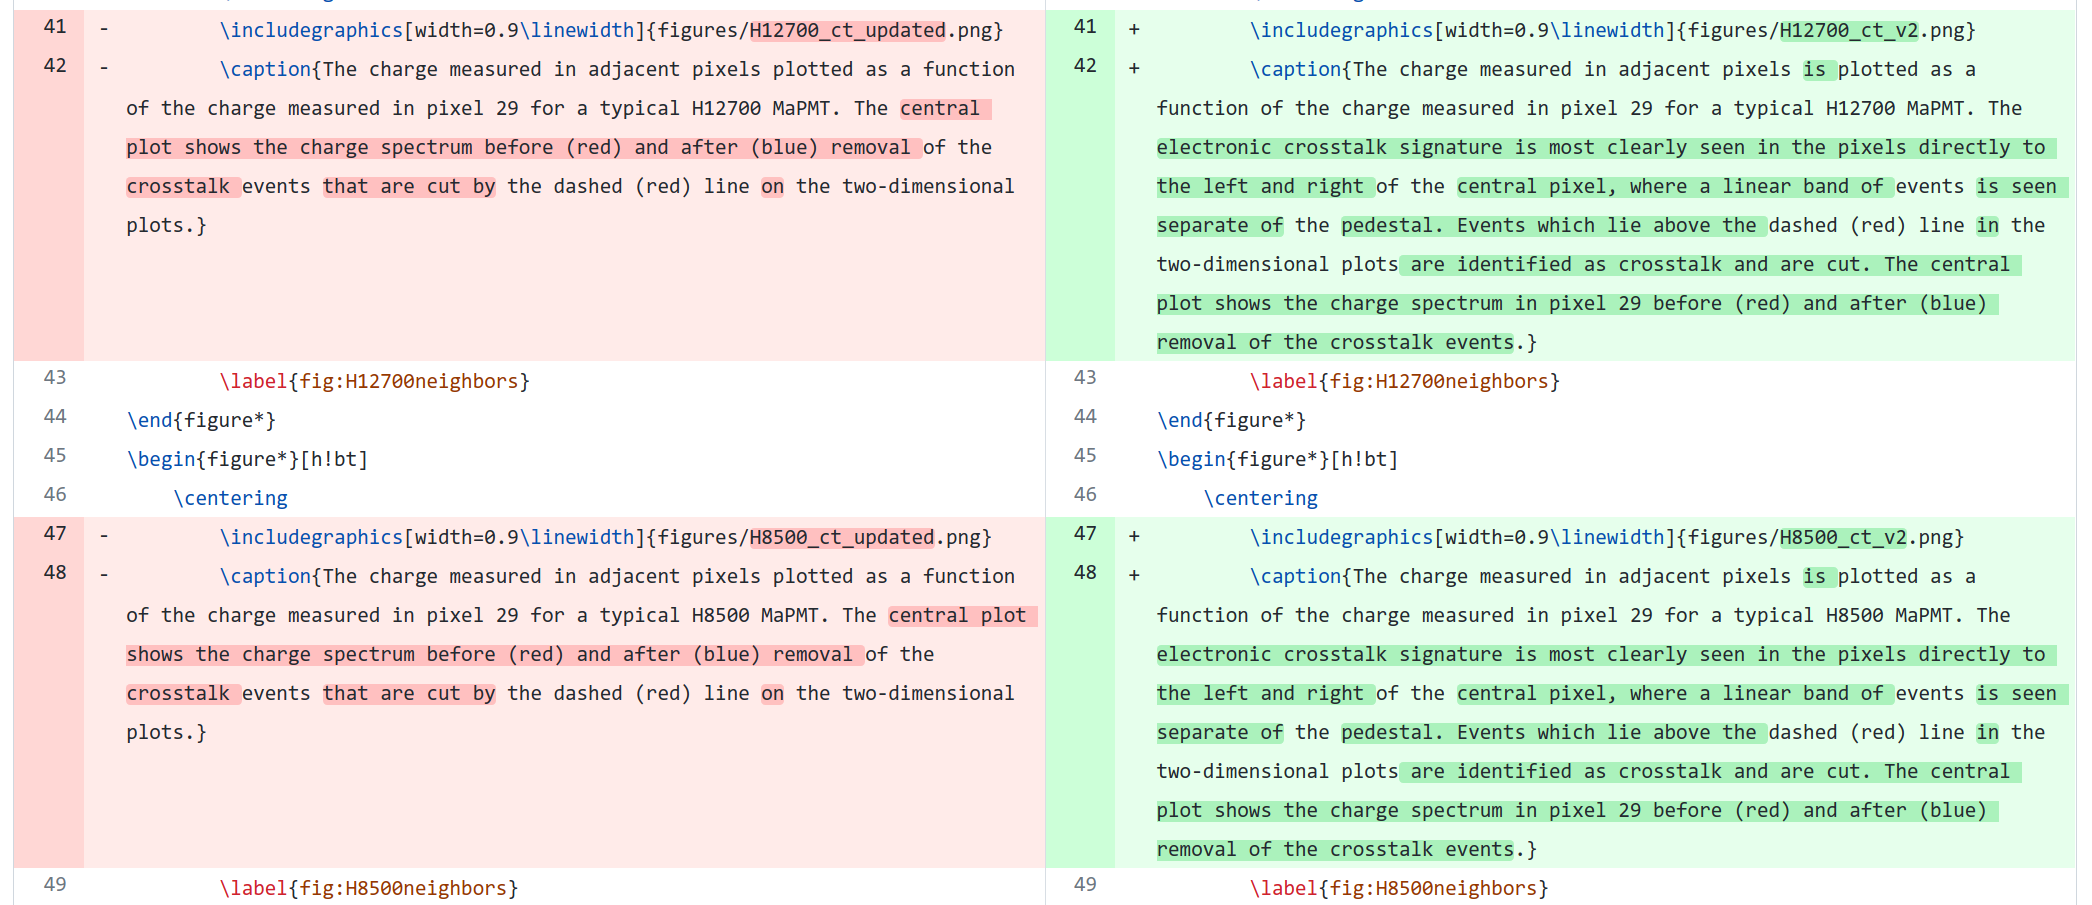 41 - \includegraphics[width=0.9\linewidth]{figures/H12700_ct_updated.png}
42 - \caption{The charge measured in adjacent pixels plotted as a function
of the charge measured in pixel 29 for a typical H12700 MaPMT. The central
plot shows the charge spectrum before (red) and after (blue) removal of the
crosstalk events that are cut by the dashed (red) line on the two-dimensional
plots.}
43 \label{fig:H12700neighbors}
44 \end{figure*}
45 \begin{figure*}[h!bt]
46 \centering
47 - \includegraphics[width=0.9\linewidth]{figures/H8500_ct_updated.png}
48 - \caption{The charge measured in adjacent pixels plotted as a function
of the charge measured in pixel 29 for a typical H8500 MaPMT. The central plot
shows the charge spectrum before (red) and after (blue) removal of the
crosstalk events that are cut by the dashed (red) line on the two-dimensional
plots.}
49 \label{fig:H8500neighbors}
41 + \includegraphics[width=0.9\linewidth]{figures/H12700_ct_v2.png}
42 + \caption{The charge measured in adjacent pixels is plotted as a
function of the charge measured in pixel 29 for a typical H12700 MaPMT. The
electronic crosstalk signature is most clearly seen in the pixels directly to
the left and right of the central pixel, where a linear band of events is seen
separate of the pedestal. Events which lie above the dashed (red) line in the
two-dimensional plots are identified as crosstalk and are cut. The central
plot shows the charge spectrum in pixel 29 before (red) and after (blue)
removal of the crosstalk events.}
43 \label{fig:H12700neighbors}
44 \end{figure*}
45 \begin{figure*}[h!bt]
46 \centering
47 + \includegraphics[width=0.9\linewidth]{figures/H8500_ct_v2.png}
48 + \caption{The charge measured in adjacent pixels is plotted as a
function of the charge measured in pixel 29 for a typical H8500 MaPMT. The
electronic crosstalk signature is most clearly seen in the pixels directly to
the left and right of the central pixel, where a linear band of events is seen
separate of the pedestal. Events which lie above the dashed (red) line in the
two-dimensional plots are identified as crosstalk and are cut. The central
plot shows the charge spectrum in pixel 29 before (red) and after (blue)
removal of the crosstalk events.}
49 \label{fig:H8500neighbors}